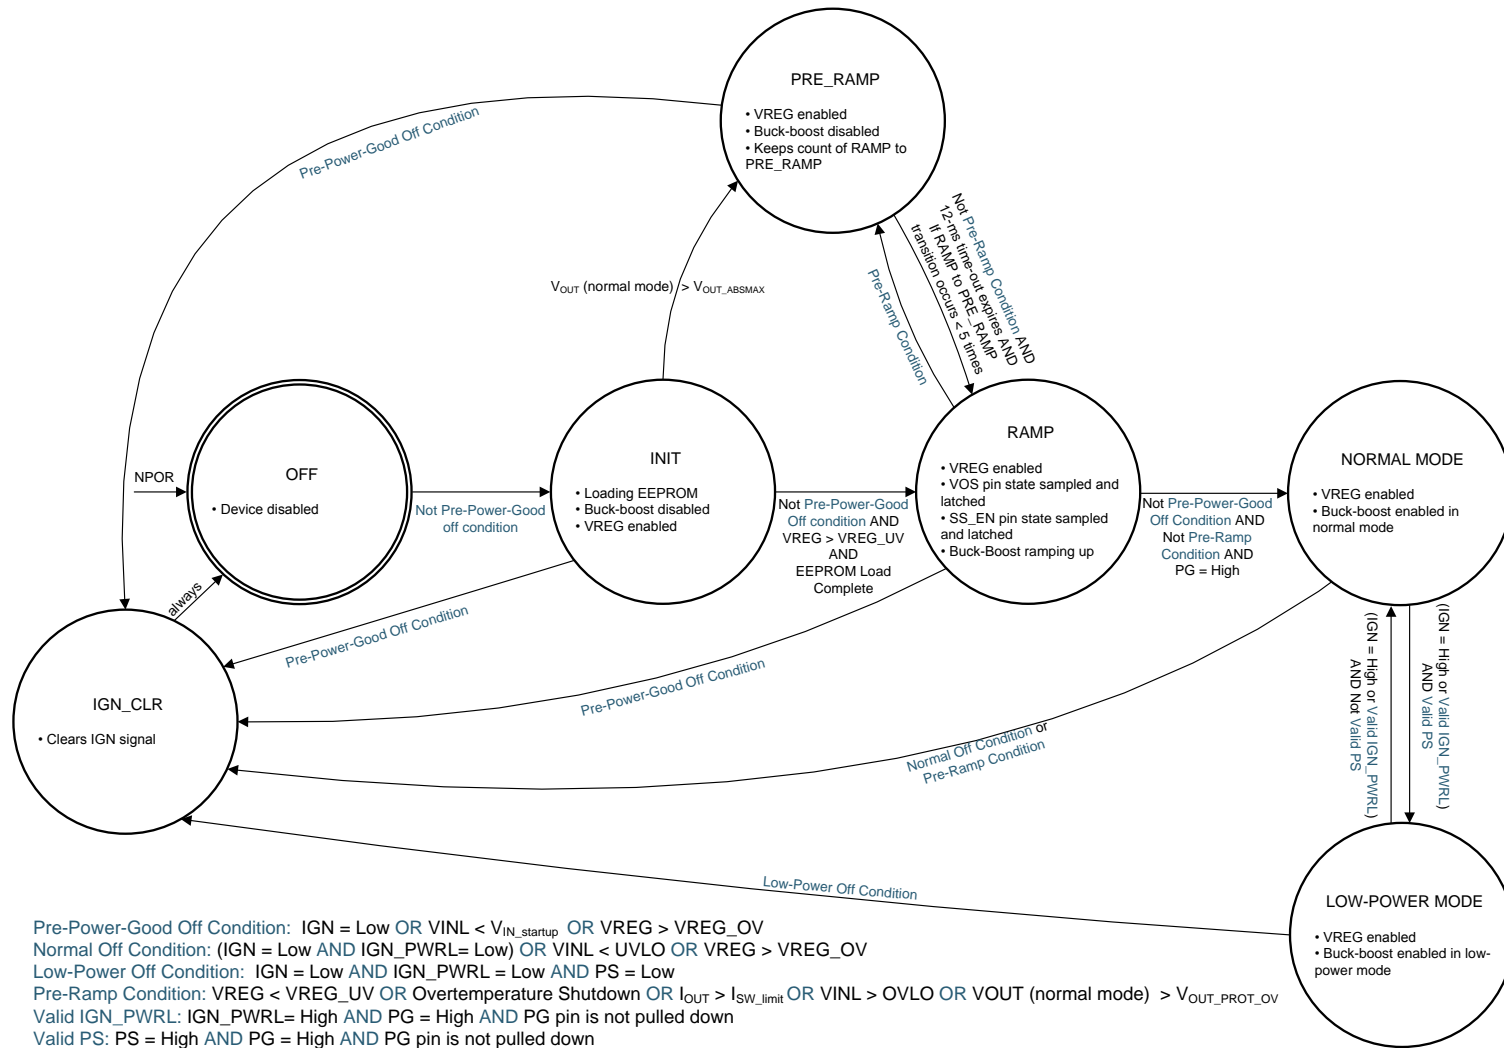 PRE_RAMP
• VREG enabled
• Buck-boost disabled
• Keeps count of RAMP to
PRE_RAMP
Pre-Power-Good Off Condition
Not Pre-Ramp Condition AND
12-ms time-out expires AND
If RAMP to PRE_RAMP
transition occurs < 5 times
Pre-Ramp Condition
VOUT (normal mode) > VOUT_ABSMAX
NPOR
OFF
• Device disabled
Not Pre-Power-Good
off condition
INIT
• Loading EEPROM
• Buck-boost disabled
• VREG enabled
Not Pre-Power-Good
Off condition AND
VREG > VREG_UV
AND
EEPROM Load
Complete
RAMP
• VREG enabled
• VOS pin state sampled and
latched
• SS_EN pin state sampled
and latched
• Buck-Boost ramping up
Not Pre-Power-Good
Off Condition AND
Not Pre-Ramp
Condition AND
PG = High
NORMAL MODE
• VREG enabled
• Buck-boost enabled in
normal mode
always
Pre-Power-Good Off Condition
Pre-Power-Good Off Condition
IGN_CLR
• Clears IGN signal
Normal Off Condition or
Pre-Ramp Condition
(IGN = High or Valid IGN_PWRL)
AND Not Valid PS
(IGN = High or Valid IGN_PWRL)
AND Valid PS
Low-Power Off Condition
LOW-POWER MODE
• VREG enabled
• Buck-boost enabled in low-
power mode
Pre-Power-Good Off Condition: IGN = Low OR VINL < VIN_startup OR VREG > VREG_OV
Normal Off Condition: (IGN = Low AND IGN_PWRL= Low) OR VINL < UVLO OR VREG > VREG_OV
Low-Power Off Condition: IGN = Low AND IGN_PWRL = Low AND PS = Low
Pre-Ramp Condition: VREG < VREG_UV OR Overtemperature Shutdown OR IOUT > ISW_limit OR VINL > OVLO OR VOUT (normal mode) > VOUT_PROT_OV
Valid IGN_PWRL: IGN_PWRL= High AND PG = High AND PG pin is not pulled down
Valid PS: PS = High AND PG = High AND PG pin is not pulled down